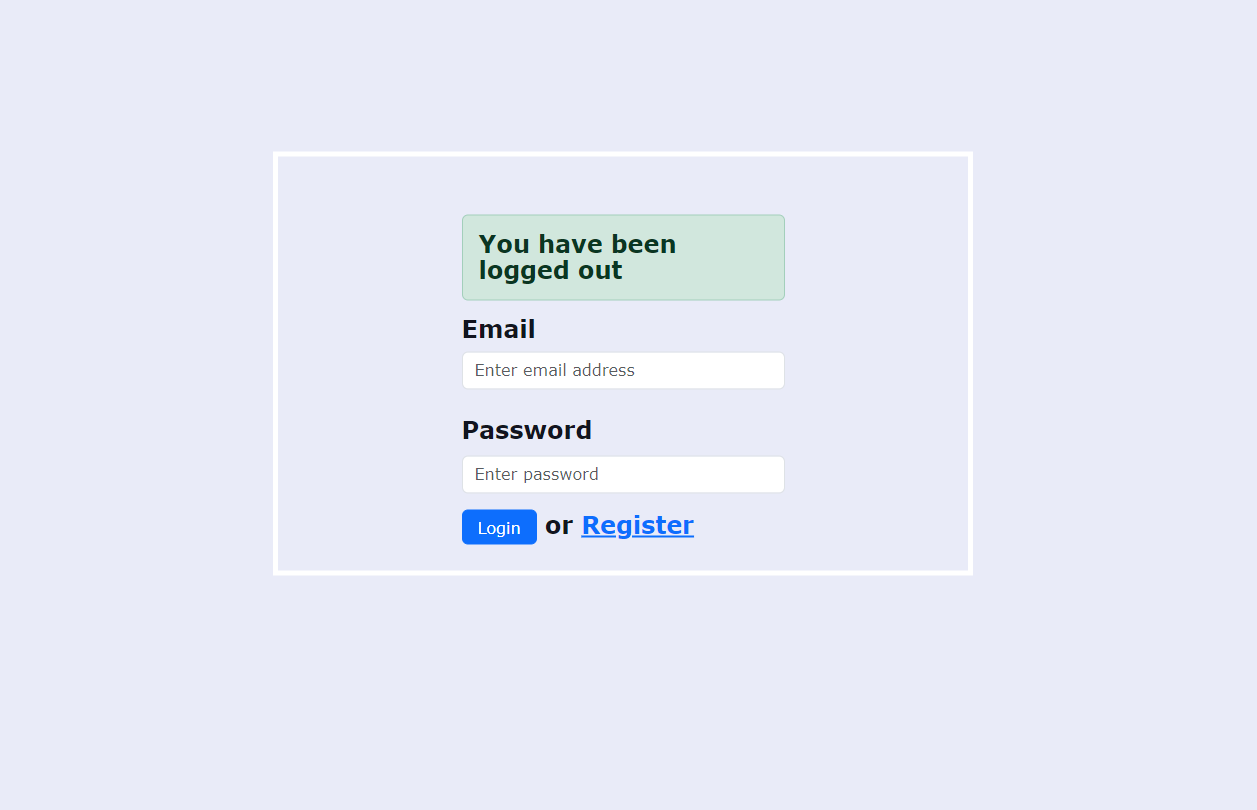 You have been
logged out
Email
Enter email address
Password
Enter password
Login or Register